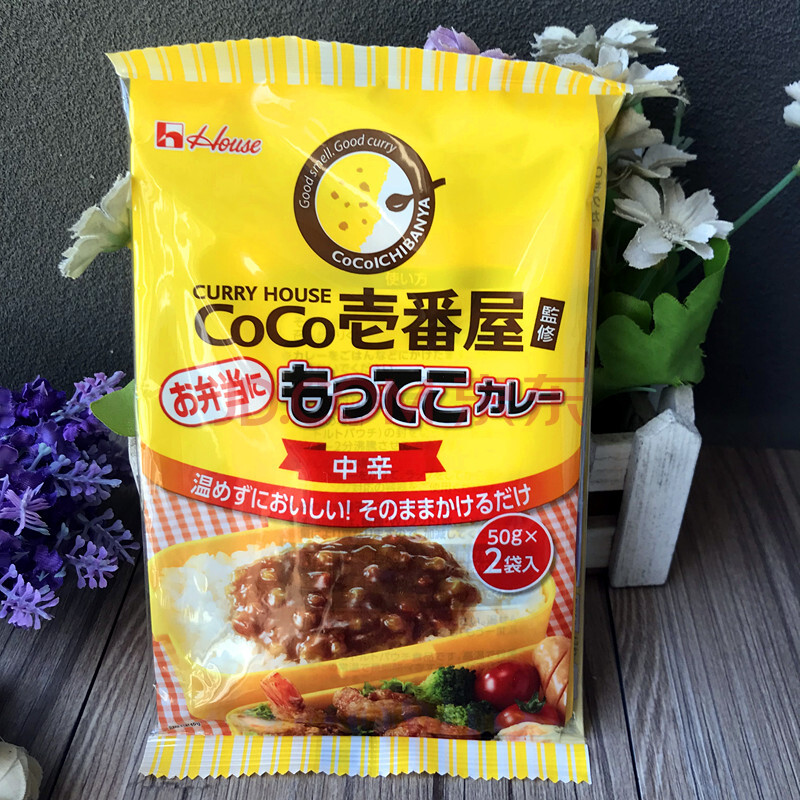 House
Good smell. Good curry
CoCoICHIBANYA
CURRY HOUSE
CoCo壱番屋
監修
お弁当に
もってこカレー
中辛
温めずにおいしい! そのままかけるだけ
50g×
2袋入